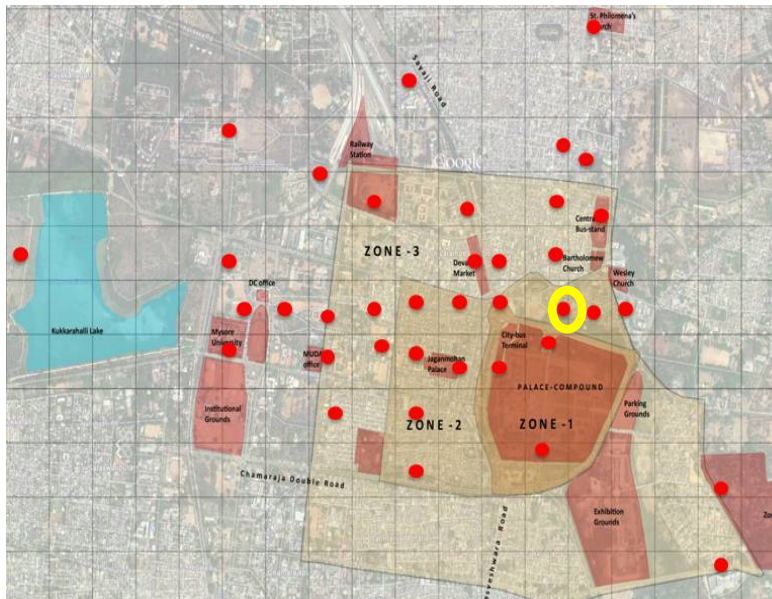 St. Philomena's
Church
Sayaji Road
Railway
Station
Google
Central
Bus-stand
ZONE -3
Bartholomew
Church
Market
Wesley
Church
DC office
Kukkarahalli Lake
Mysore
University
MUDA
office
City-bus
Terminal
Jaganmohan
Palace
PALACE-COMPOUND
Parking
Grounds
Institutional
Grounds
ZONE -2
ZONE -1
Chamaraja Double Road
Exhibition
Grounds
Road